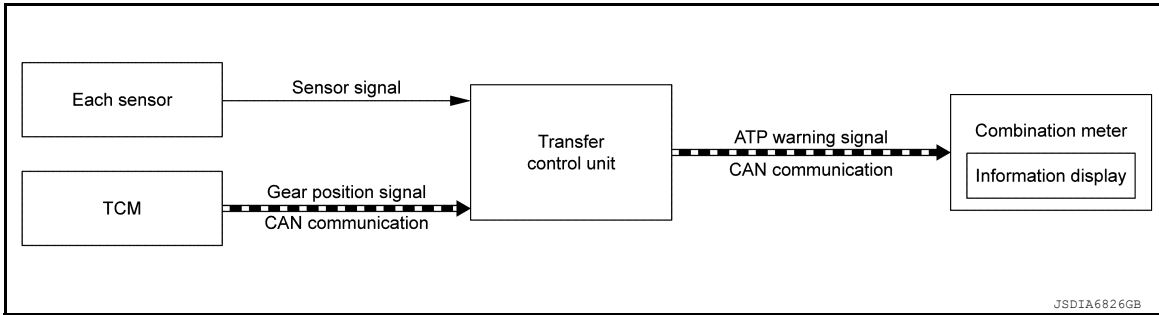 Each sensor
Sensor signal
TCM
Gear position signal
CAN communication
Transfer
control unit
ATP warning signal
CAN communication
Combination meter
Information display
JSDIA6826GB